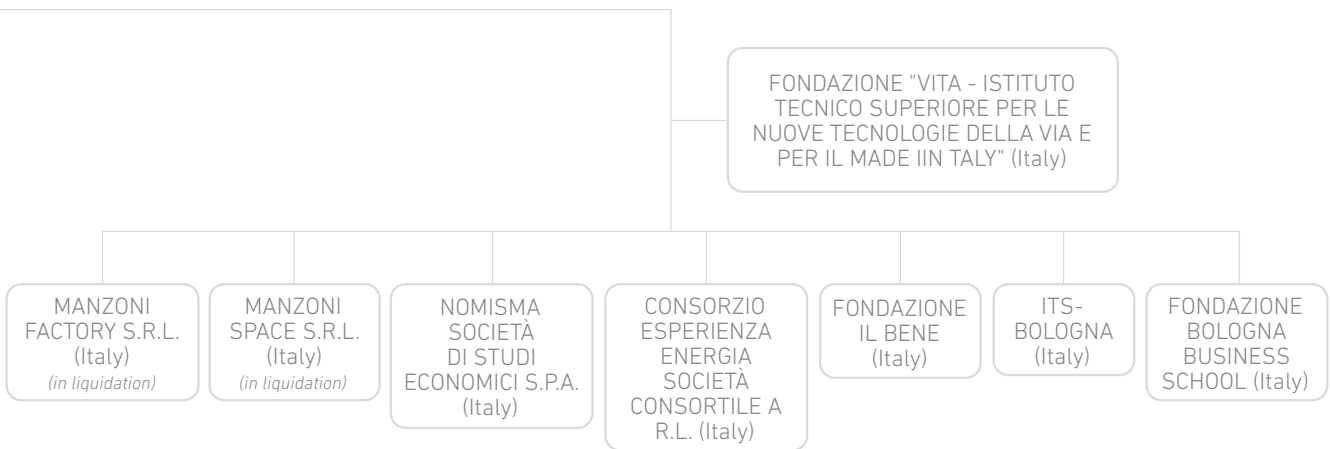 FONDAZIONE "VITA - ISTITUTO
TECNICO SUPERIORE PER LE
NUOVE TECNOLOGIE DELLA VIA E
PER IL MADE IIN TALY" (Italy)
MANZONI
FACTORY S.R.L.
(Italy)
(in liquidation)
MANZONI
SPACE S.R.L.
(Italy)
(in liquidation)
NOMISMA
SOCIETÀ
DI STUDI
ECONOMICI S.P.A.
(Italy)
CONSORZIO
ESPERIENZA
ENERGIA
SOCIETÀ
CONSORTILE A
R.L. (Italy)
FONDAZIONE
IL BENE
(Italy)
ITS-
BOLOGNA
(Italy)
FONDAZIONE
BOLOGNA
BUSINESS
SCHOOL (Italy)